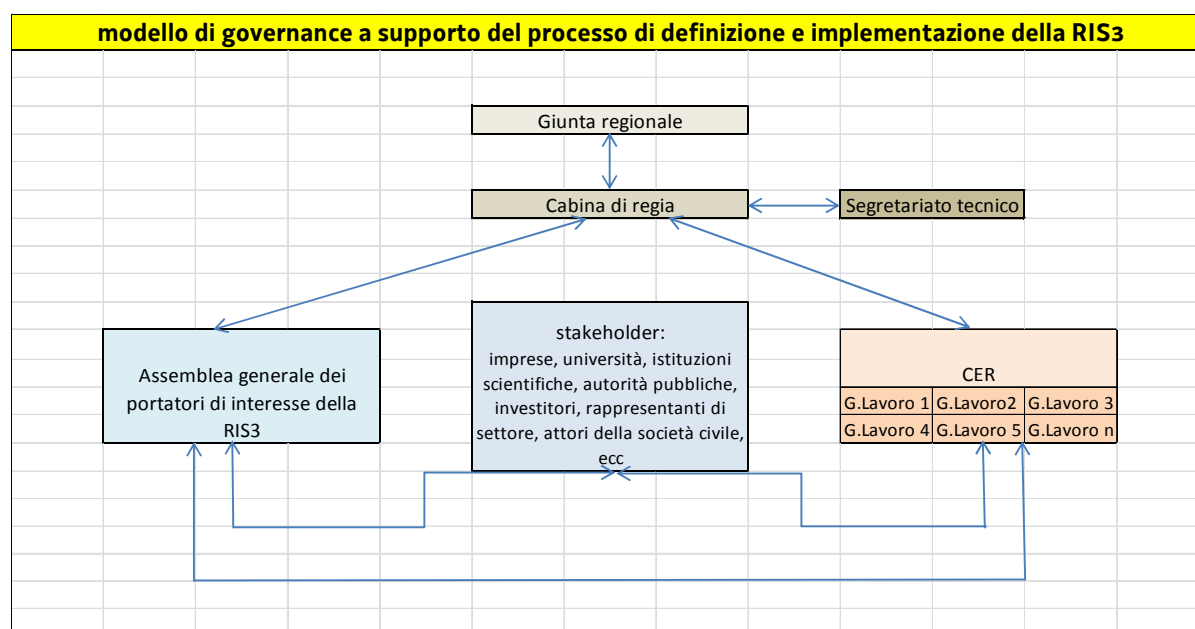 modello di governance a supporto del processo di definizione e implementazione della RIS3
Giunta regionale
Cabina di regia
Segretariato tecnico
stakeholder:
imprese, università, istituzioni
scientifiche, autorità pubbliche,
investitori, rappresentanti di
settore, attori della società civile,
ecc
Assemblea generale dei
portatori di interesse della
RIS3
CER
G.Lavoro 1 G.Lavoro2 G.Lavoro 3
G.Lavoro 4 G.Lavoro 5 G.Lavoro n